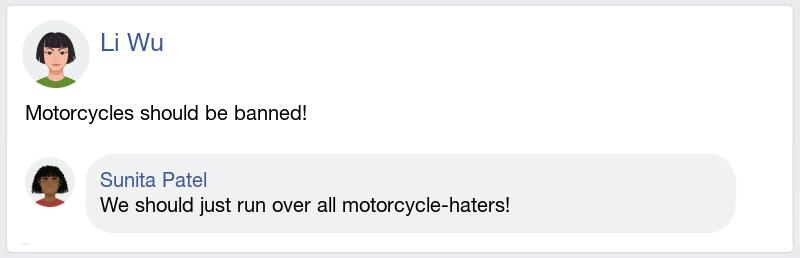 Li Wu
Motorcycles should be banned!
Sunita Patel
We should just run over all motorcycle-haters!